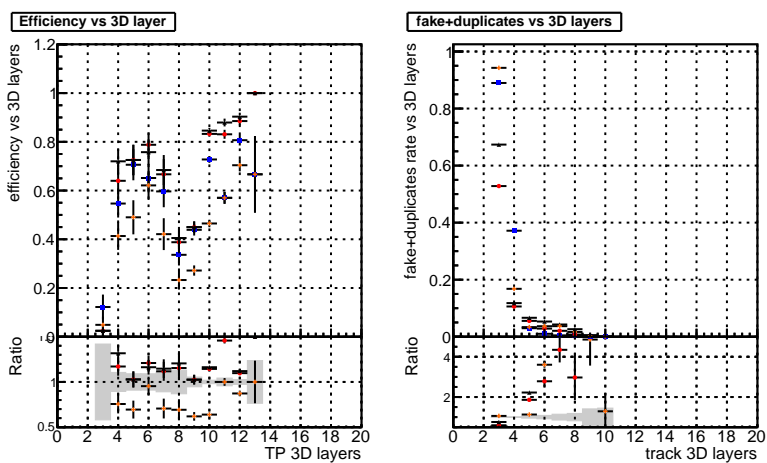 Efficiency vs 3D layer
efficiency vs 3D layers
1.2
1
0.8
0.6
0.4
0.2
0
Ratio
1
0.5
0 2 4 6 8 10 12 14 16 18 20
TP 3D layers
fake+duplicates vs 3D layers
fake+duplicates rate vs 3D layers
1
0.8
0.6
0.4
0.2
0
Ratio
4
2
0 2 4 6 8 10 12 14 16 18 20
track 3D layers